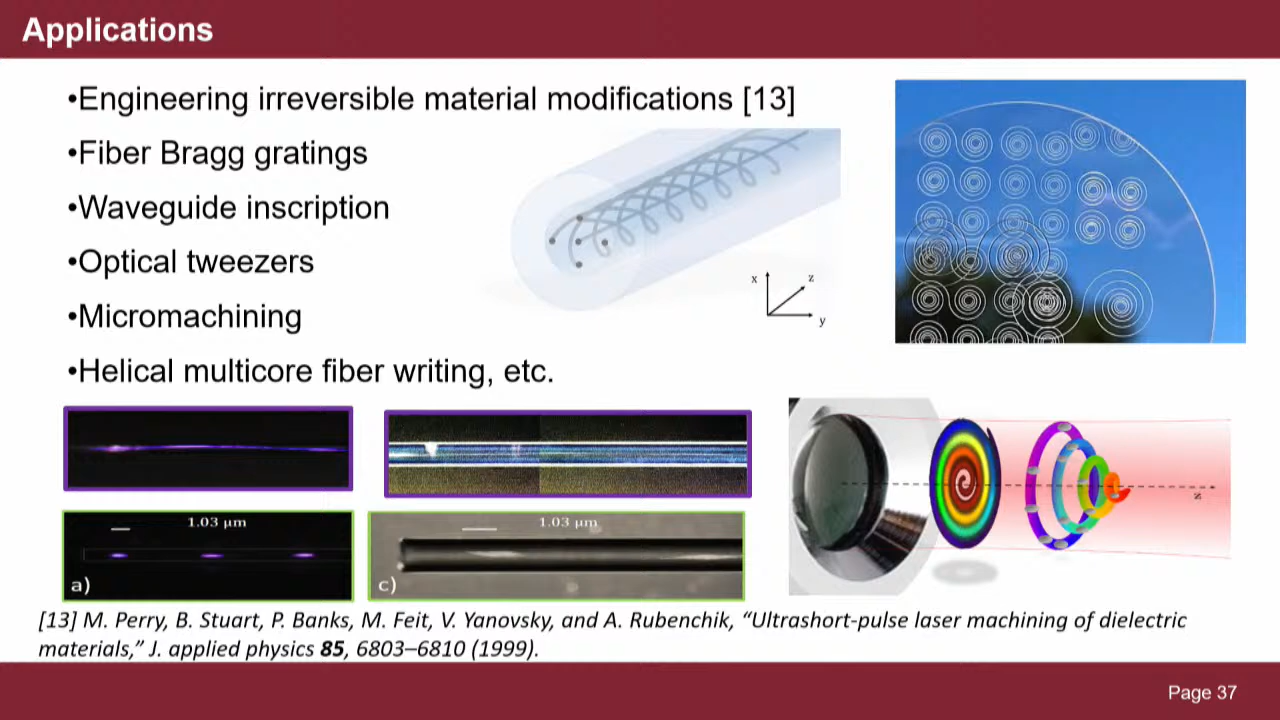 Applications
•Engineering irreversible material modifications [13]
•Fiber Bragg gratings
•Waveguide inscription
•Optical tweezers
•Micromachining
•Helical multicore fiber writing, etc.
x
z
y
1.03 μm
a)
1.03 μm
c)
z
[13] M. Perry, B. Stuart, P. Banks, M. Feit, V. Yanovsky, and A. Rubenchik, “Ultrashort-pulse laser machining of dielectric
materials,” J. applied physics 85, 6803–6810 (1999).
Page 37